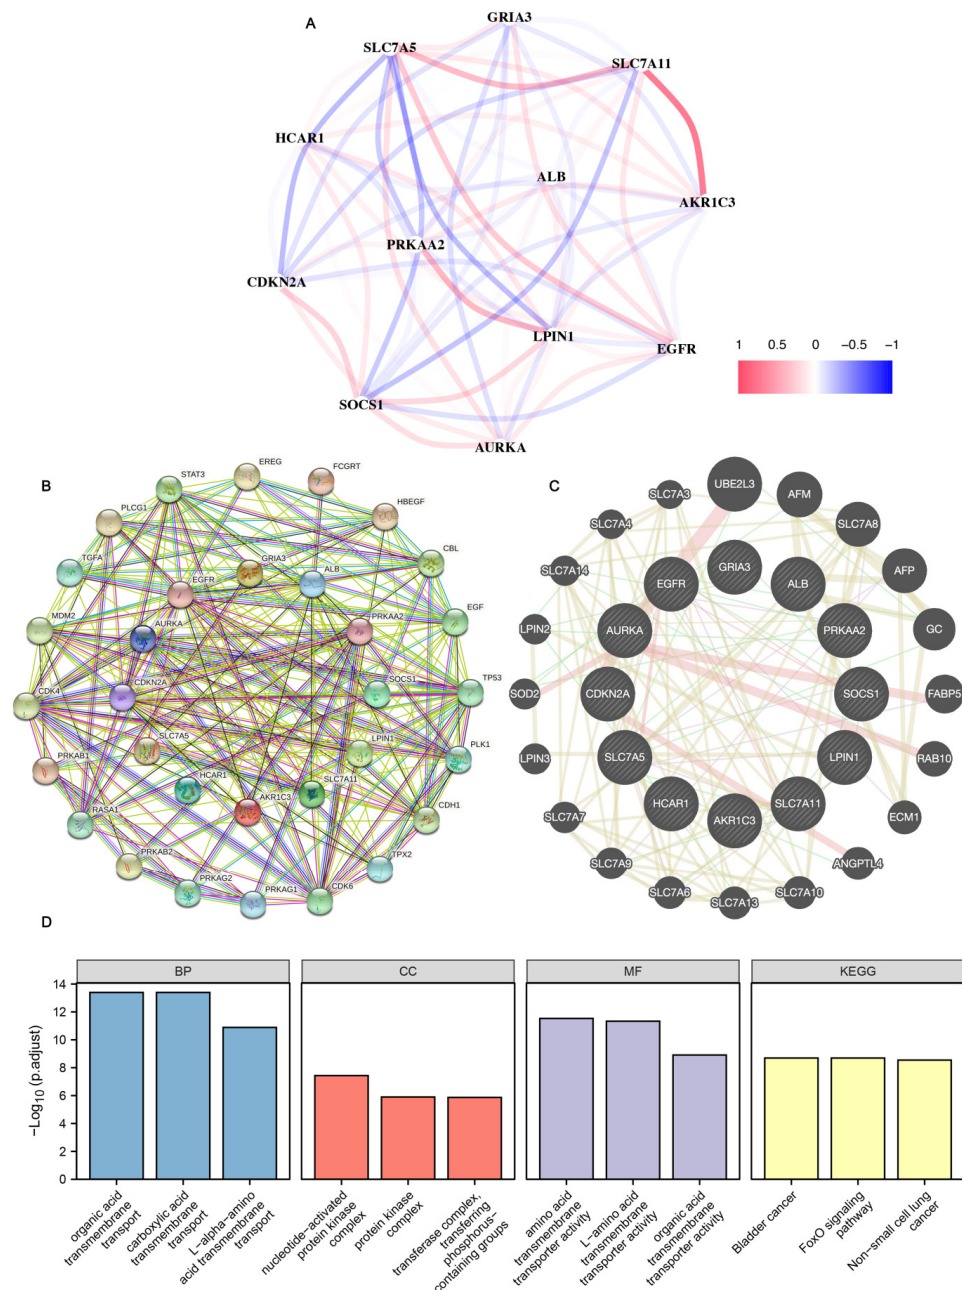 A
GRIA3
SLC7A5
SLC7A11
HCAR1
ALB
AKR1C3
PRKAA2
CDKN2A
LPIN1
EGFR
SOCS1
AURKA
1 0.5 0 −0.5 −1
B
EREG
FCGRT
STAT3
HBEGF
PLCG1
CBL
GRIA3
TGFA
ALB
EGFR
EGF
MDM2
PRKAA2
AURKA
TP53
CDKN2A
SOCS1
CDK4
SLC7A5
LPIN1
PLK1
PRKAB1
HCAR1
SLC7A11
AKR1C3
RASA1
CDH1
PRKAB2
TPX2
PRKAG2
PRKAG1
CDK6
C
UBE2L3
SLC7A3
AFM
SLC7A4
SLC7A8
GRIA3
SLC7A14
EGFR
ALB
AFP
LPIN2
AURKA
PRKAA2
GC
SOD2
CDKN2A
SOCS1
FABP5
LPIN3
SLC7A5
LPIN1
RAB10
HCAR1
SLC7A11
SLC7A7
AKR1C3
ECM1
SLC7A9
ANGPTL4
SLC7A6
SLC7A13
SLC7A10
D
BP
CC
MF
KEGG
−Log10 (p.adjust)
14
12
10
8
6
4
2
0
organic acid
transmembrane
transport
carboxylic acid
transmembrane
transport
L−alpha−amino
acid transmembrane
transport
nucleotide−activated
protein kinase
complex
protein kinase
complex
transferase complex,
transferring
phosphorus−
containing groups
amino acid
transmembrane
transporter activity
L−amino acid
transmembrane
transporter activity
organic acid
transmembrane
transporter activity
Bladder cancer
FoxO signaling
pathway
Non−small cell lung
cancer